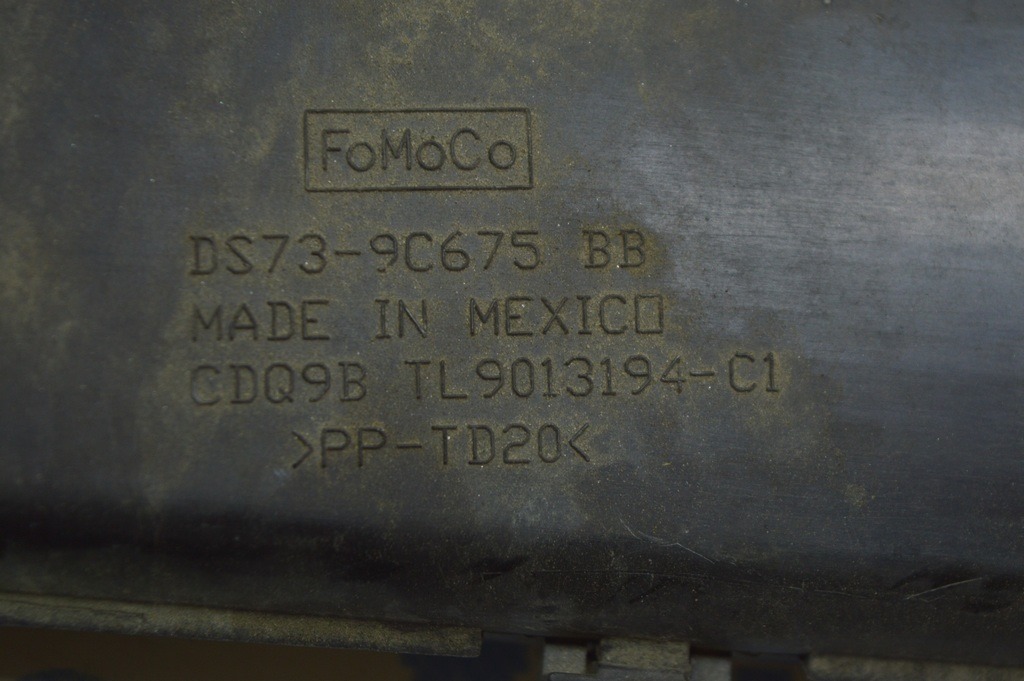 FoMoCo
DS73-9C675 BB
MADE IN MEXICO
CDQ9B TL9013194-C1
>PP-TD20<